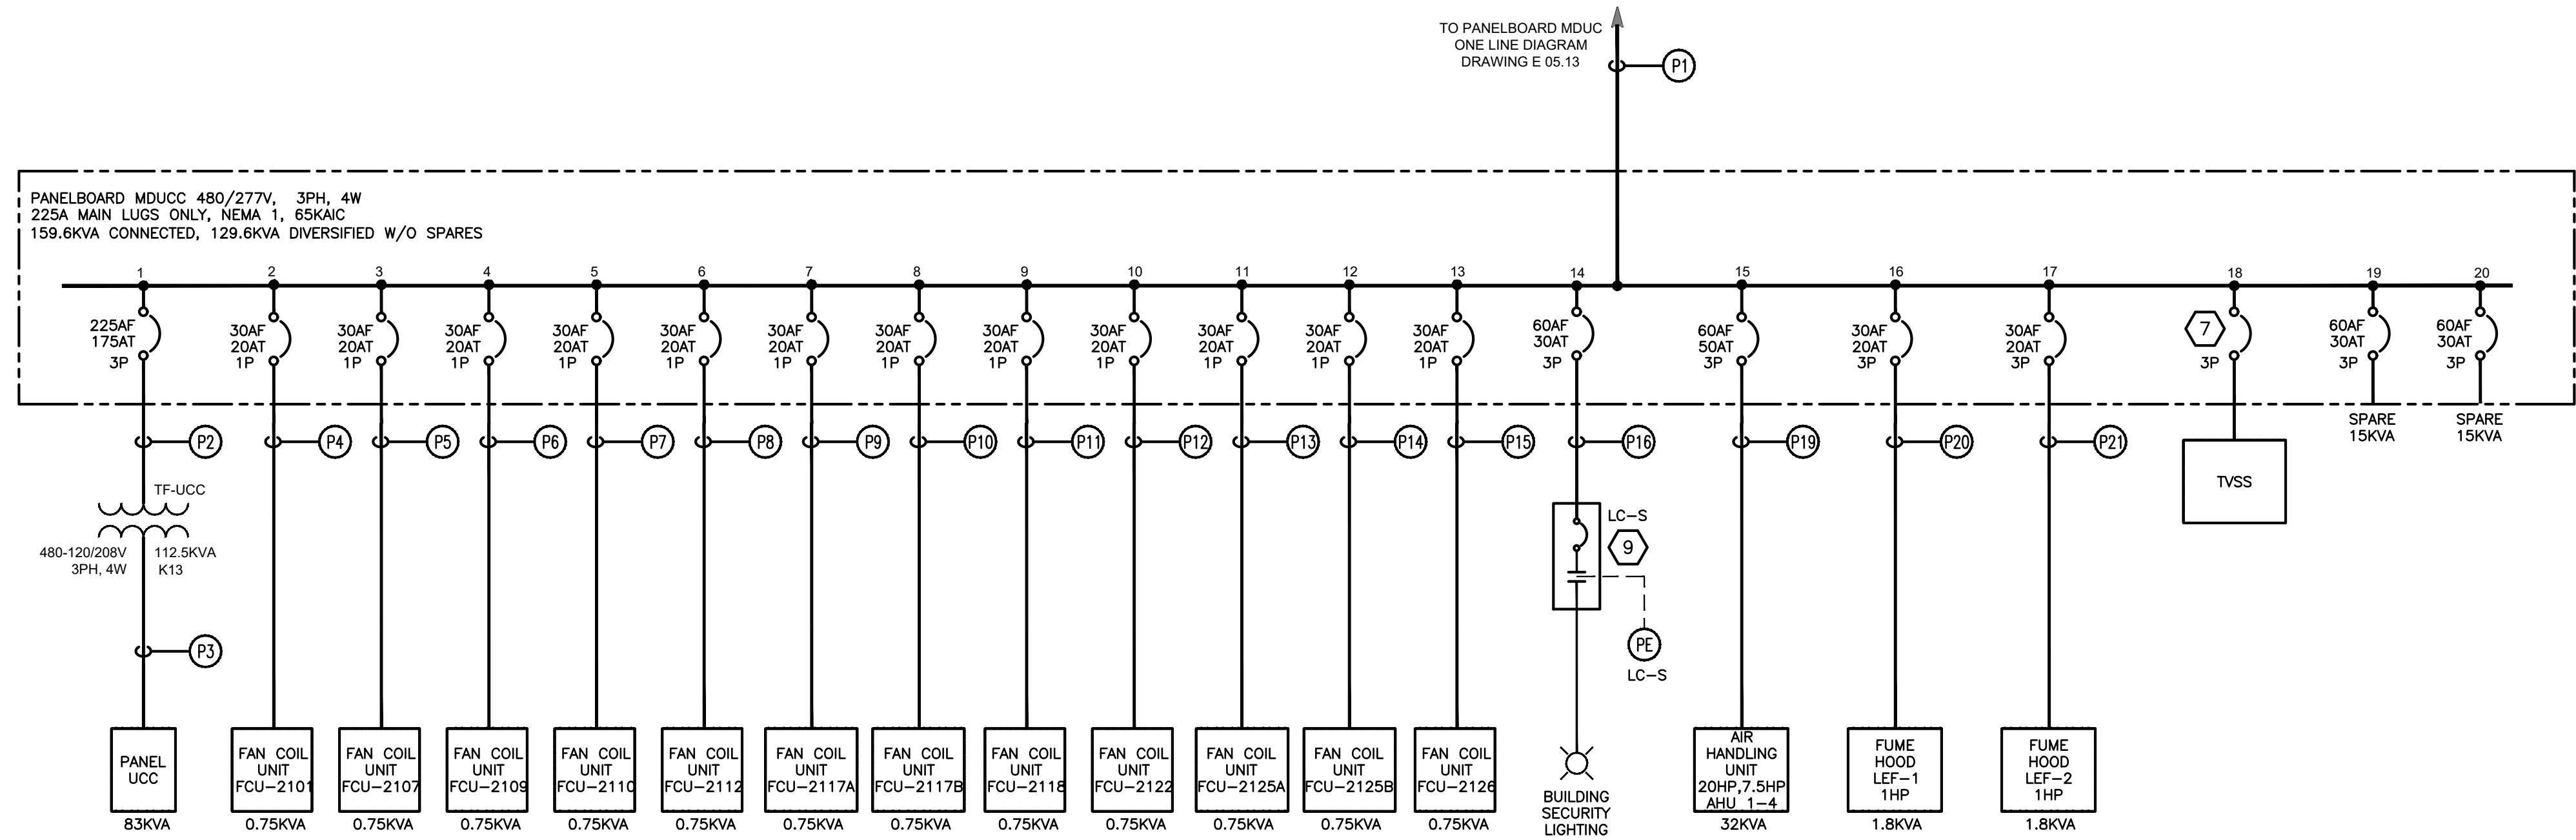 TO PANELBOARD MDUC
ONE LINE DIAGRAM
DRAWING E 05.13
P1
PANELBOARD MDUCC 480/277V, 3PH, 4W
225A MAIN LUGS ONLY, NEMA 1, 65KAIC
159.6KVA CONNECTED, 129.6KVA DIVERSIFIED W/O SPARES
1
225AF
175AT
3P
2
30AF
20AT
1P
3
30AF
20AT
1P
4
30AF
20AT
1P
5
30AF
20AT
1P
6
30AF
20AT
1P
7
30AF
20AT
1P
8
30AF
20AT
1P
9
30AF
20AT
1P
10
30AF
20AT
1P
11
30AF
20AT
1P
12
30AF
20AT
1P
13
30AF
20AT
1P
14
60AF
30AT
3P
15
60AF
50AT
3P
16
30AF
20AT
3P
17
30AF
20AT
3P
18
7
3P
19
60AF
30AT
3P
20
60AF
30AT
3P
P2
P4
P5
P6
P7
P8
P9
P10
P11
P12
P13
P14
P15
P16
P19
P20
P21
SPARE
15KVA
SPARE
15KVA
TVSS
TF-UCC
480-120/208V
3PH, 4W
112.5KVA
K13
P3
LC-S
9
PE
LC-S
PANEL
UCC
83KVA
FAN COIL
UNIT
FCU-2101
0.75KVA
FAN COIL
UNIT
FCU-2107
0.75KVA
FAN COIL
UNIT
FCU-2109
0.75KVA
FAN COIL
UNIT
FCU-2110
0.75KVA
FAN COIL
UNIT
FCU-2112
0.75KVA
FAN COIL
UNIT
FCU-2117A
0.75KVA
FAN COIL
UNIT
FCU-2117B
0.75KVA
FAN COIL
UNIT
FCU-2118
0.75KVA
FAN COIL
UNIT
FCU-2122
0.75KVA
FAN COIL
UNIT
FCU-2125A
0.75KVA
FAN COIL
UNIT
FCU-2125B
0.75KVA
FAN COIL
UNIT
FCU-2126
0.75KVA
BUILDING
SECURITY
LIGHTING
AIR
HANDLING
UNIT
20HP,7.5HP
AHU 1-4
32KVA
FUME
HOOD
LEF-1
1HP
1.8KVA
FUME
HOOD
LEF-2
1HP
1.8KVA